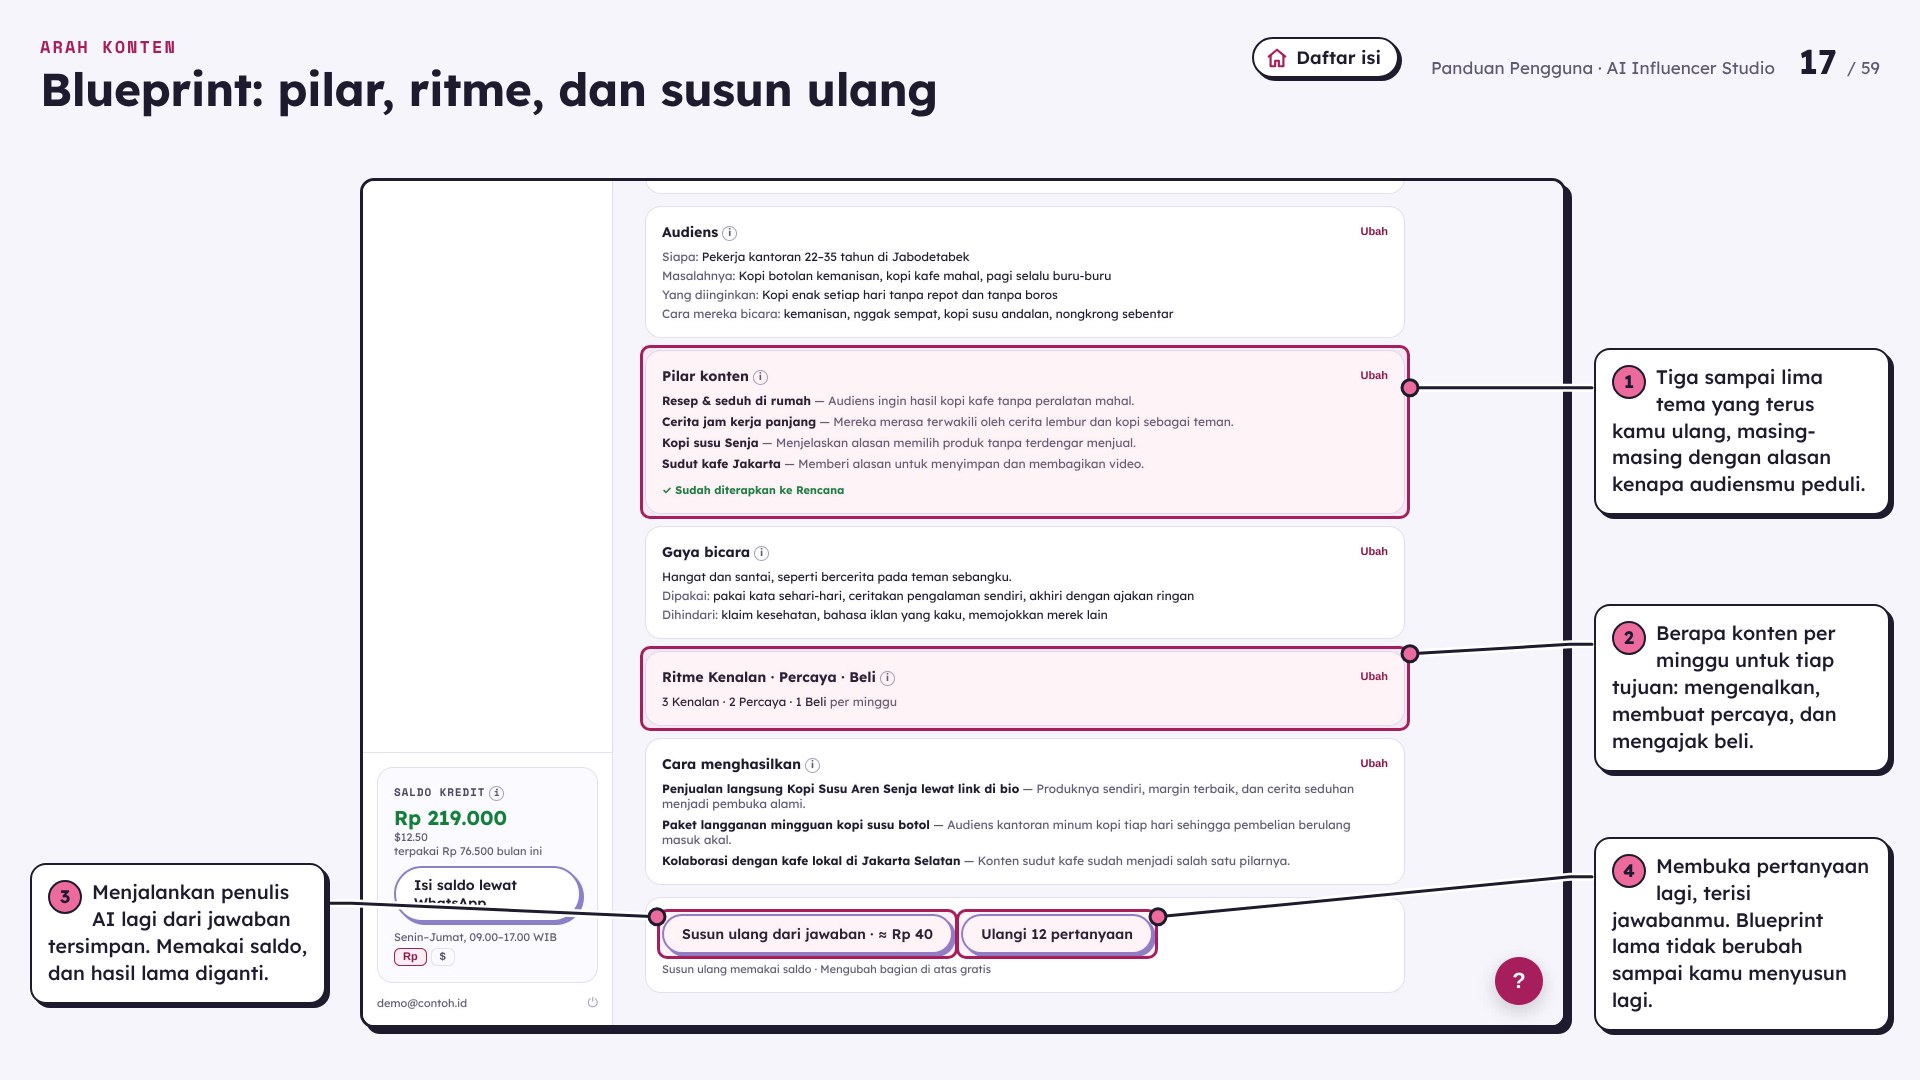 ARAH KONTEN
Blueprint: pilar, ritme, dan susun ulang
Daftar isi
Panduan Pengguna · AI Influencer Studio
17 / 59
Audiens
Ubah
Siapa: Pekerja kantoran 22–35 tahun di Jabodetabek
Masalahnya: Kopi botolan kemanisan, kopi kafe mahal, pagi selalu buru-buru
Yang diinginkan: Kopi enak setiap hari tanpa repot dan tanpa boros
Cara mereka bicara: kemanisan, nggak sempat, kopi susu andalan, nongkrong sebentar
Pilar konten
Ubah
Resep & seduh di rumah — Audiens ingin hasil kopi kafe tanpa peralatan mahal.
Cerita jam kerja panjang — Mereka merasa terwakili oleh cerita lembur dan kopi sebagai teman.
Kopi susu Senja — Menjelaskan alasan memilih produk tanpa terdengar menjual.
Sudut kafe Jakarta — Memberi alasan untuk menyimpan dan membagikan video.
✓ Sudah diterapkan ke Rencana
Gaya bicara
Ubah
Hangat dan santai, seperti bercerita pada teman sebangku.
Dipakai: pakai kata sehari-hari, ceritakan pengalaman sendiri, akhiri dengan ajakan ringan
Dihindari: klaim kesehatan, bahasa iklan yang kaku, memojokkan merek lain
Ritme Kenalan · Percaya · Beli
Ubah
3 Kenalan · 2 Percaya · 1 Beli per minggu
Cara menghasilkan
Ubah
Penjualan langsung Kopi Susu Aren Senja lewat link di bio — Produknya sendiri, margin terbaik, dan cerita seduhan
menjadi pembuka alami.
Paket langganan mingguan kopi susu botol — Audiens kantoran minum kopi tiap hari sehingga pembelian berulang
masuk akal.
Kolaborasi dengan kafe lokal di Jakarta Selatan — Konten sudut kafe sudah menjadi salah satu pilarnya.
Susun ulang dari jawaban · ≈ Rp 40
Ulangi 12 pertanyaan
Susun ulang memakai saldo · Mengubah bagian di atas gratis
?
SALDO KREDIT
Rp 219.000
$12.50
terpakai Rp 76.500 bulan ini
Isi saldo lewat
WhatsApp
Senin–Jumat, 09.00–17.00 WIB
Rp
$
demo@contoh.id
1 Tiga sampai lima
tema yang terus
kamu ulang, masing-
masing dengan alasan
kenapa audiensmu peduli.
2 Berapa konten per
minggu untuk tiap
tujuan: mengenalkan,
membuat percaya, dan
mengajak beli.
3 Menjalankan penulis
AI lagi dari jawaban
tersimpan. Memakai saldo,
dan hasil lama diganti.
4 Membuka pertanyaan
lagi, terisi
jawabanmu. Blueprint
lama tidak berubah
sampai kamu menyusun
lagi.